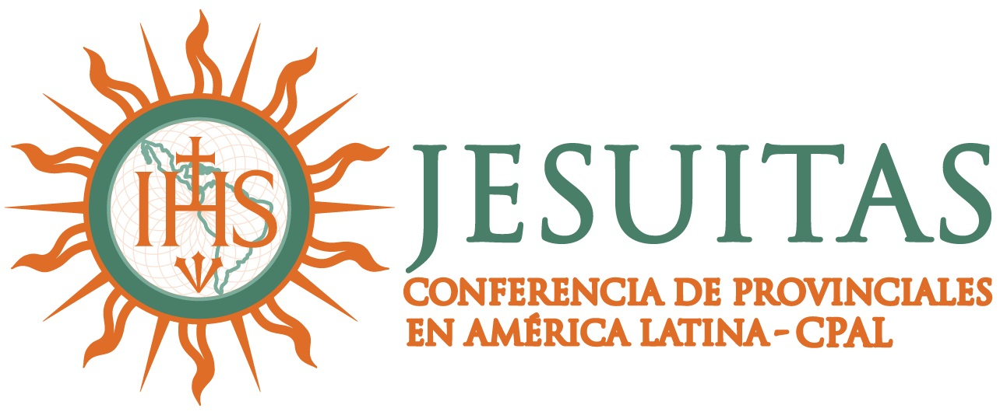 IHS
JESUITAS
CONFERENCIA DE PROVINCIALES
EN AMÉRICA LATINA - CPAL